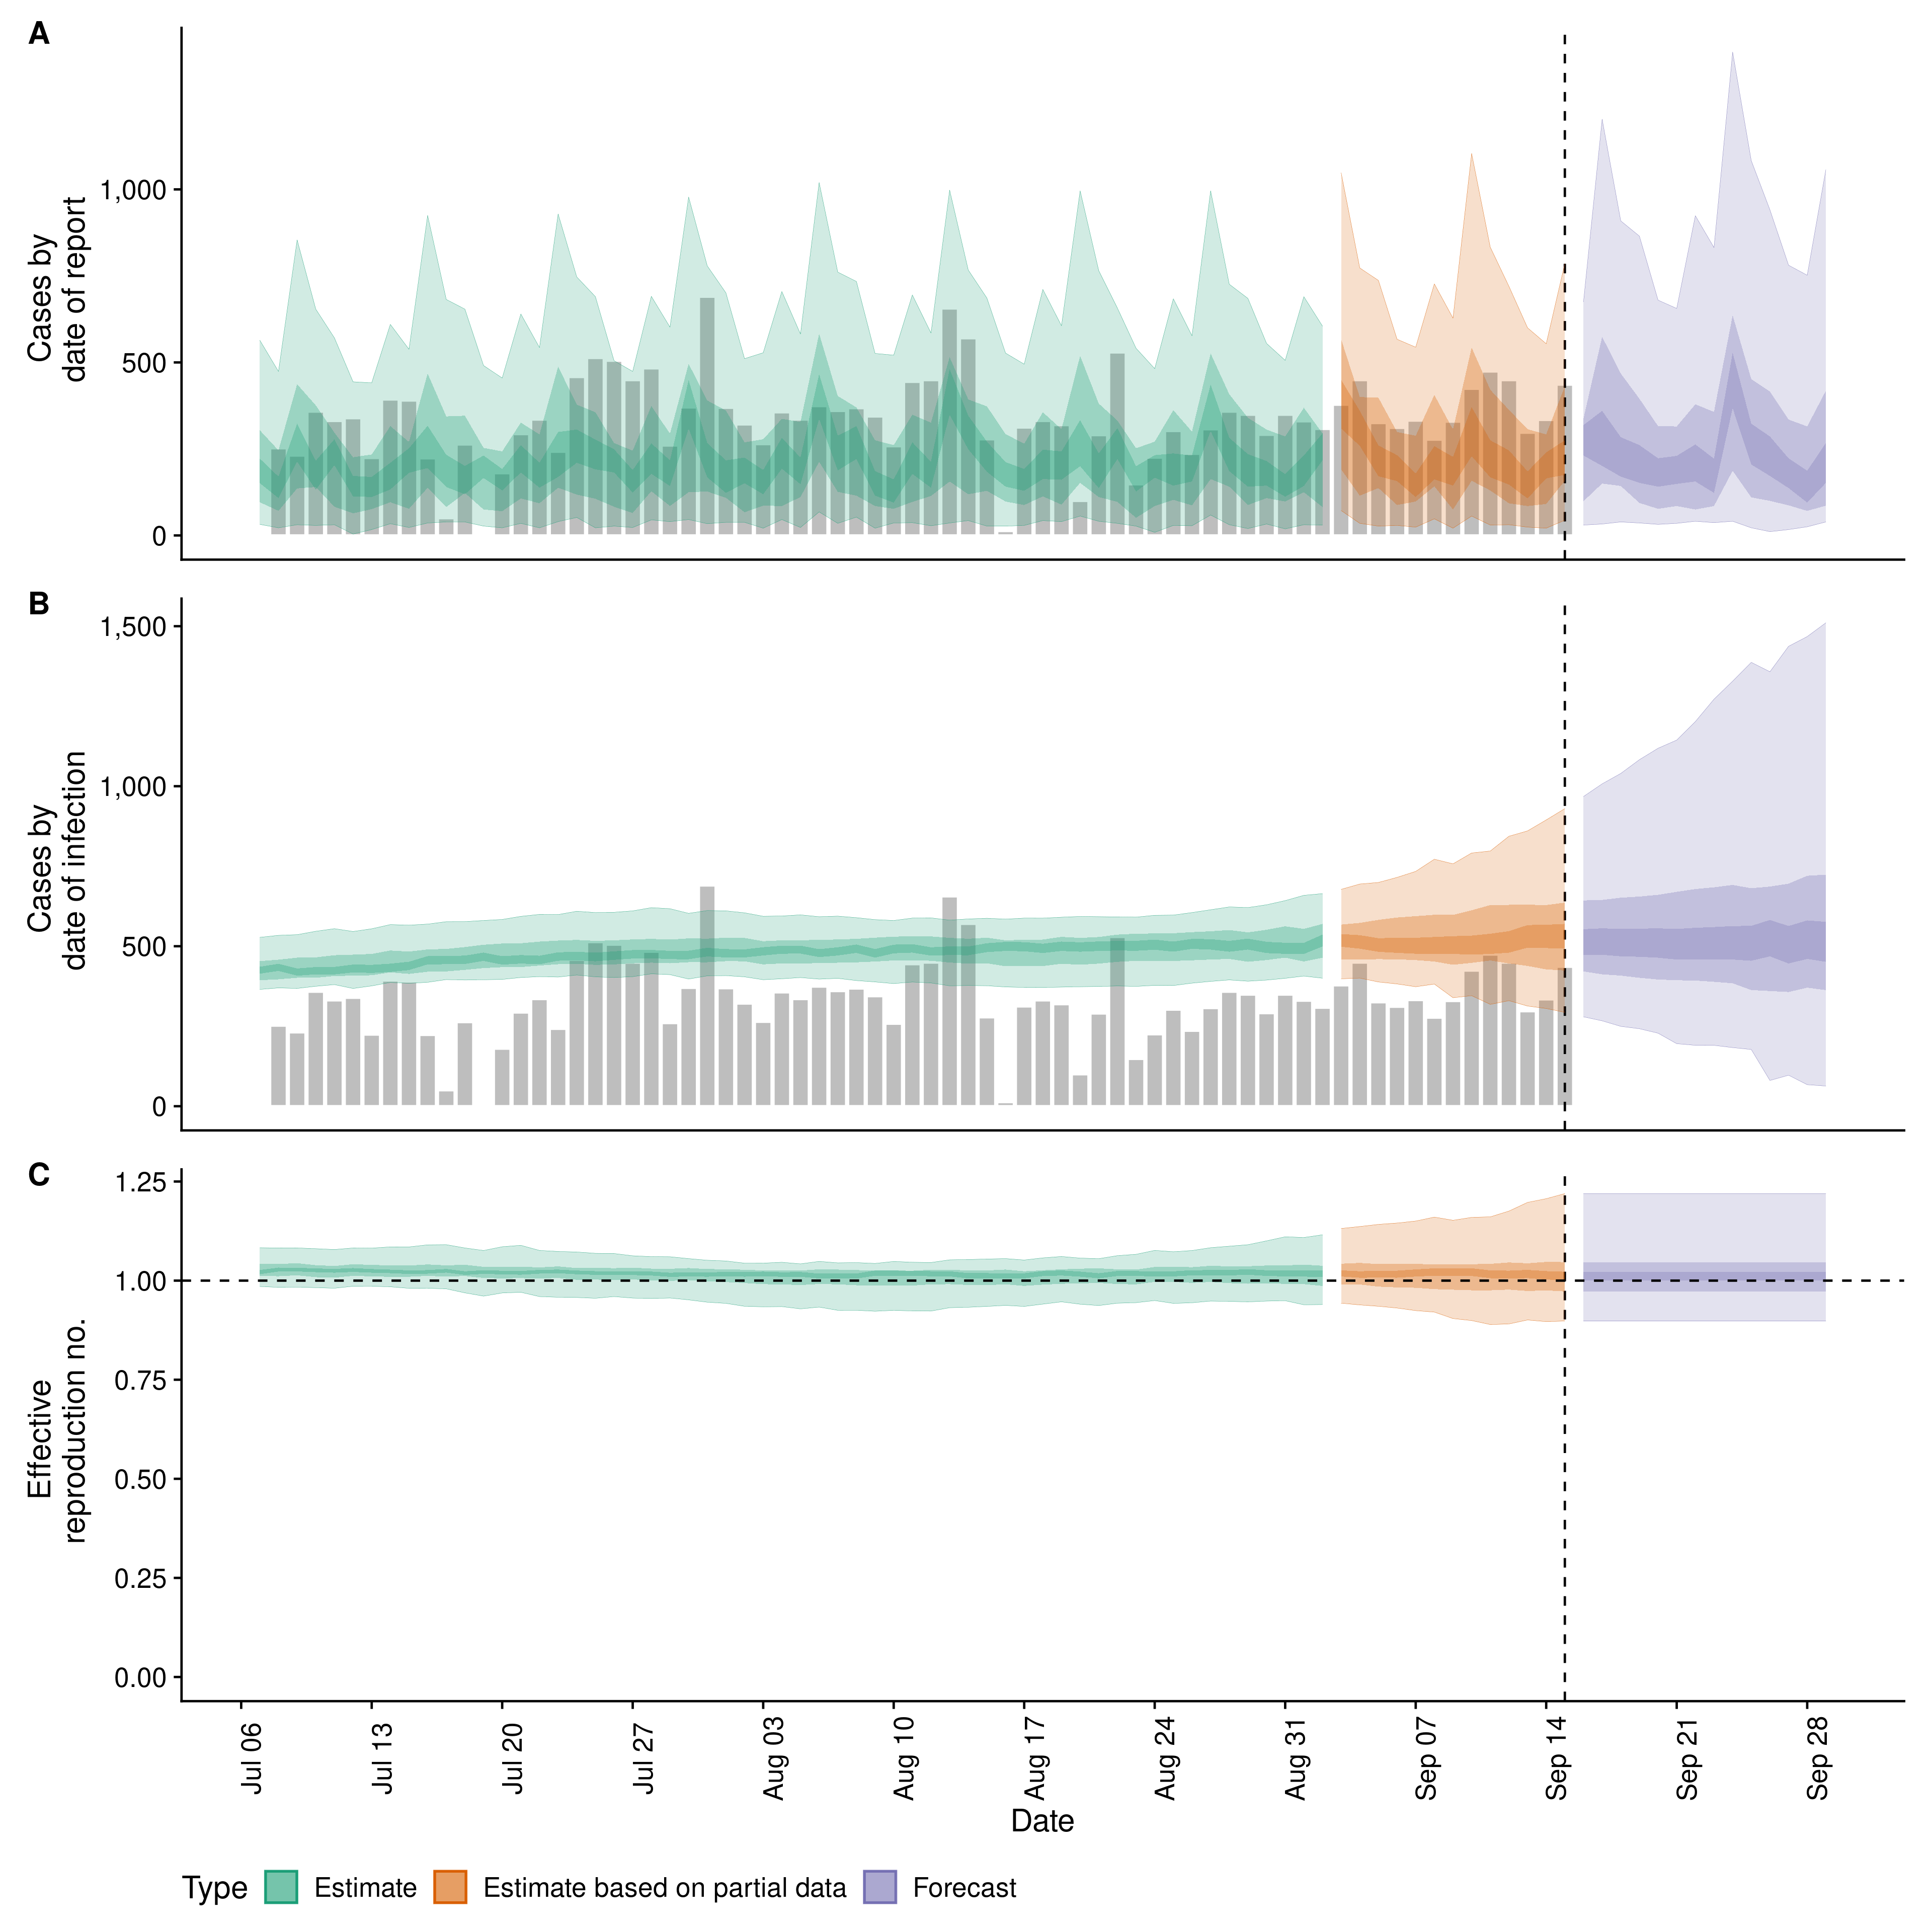 A
Cases by
date of report
1,000
500
0
B
Cases by
date of infection
1,500
1,000
500
0
C
Effective
reproduction no.
1.25
1.00
0.75
0.50
0.25
0.00
Jul 06
Jul 13
Jul 20
Jul 27
Aug 03
Aug 10
Aug 17
Aug 24
Aug 31
Sep 07
Sep 14
Sep 21
Sep 28
Date
Type Estimate Estimate based on partial data Forecast